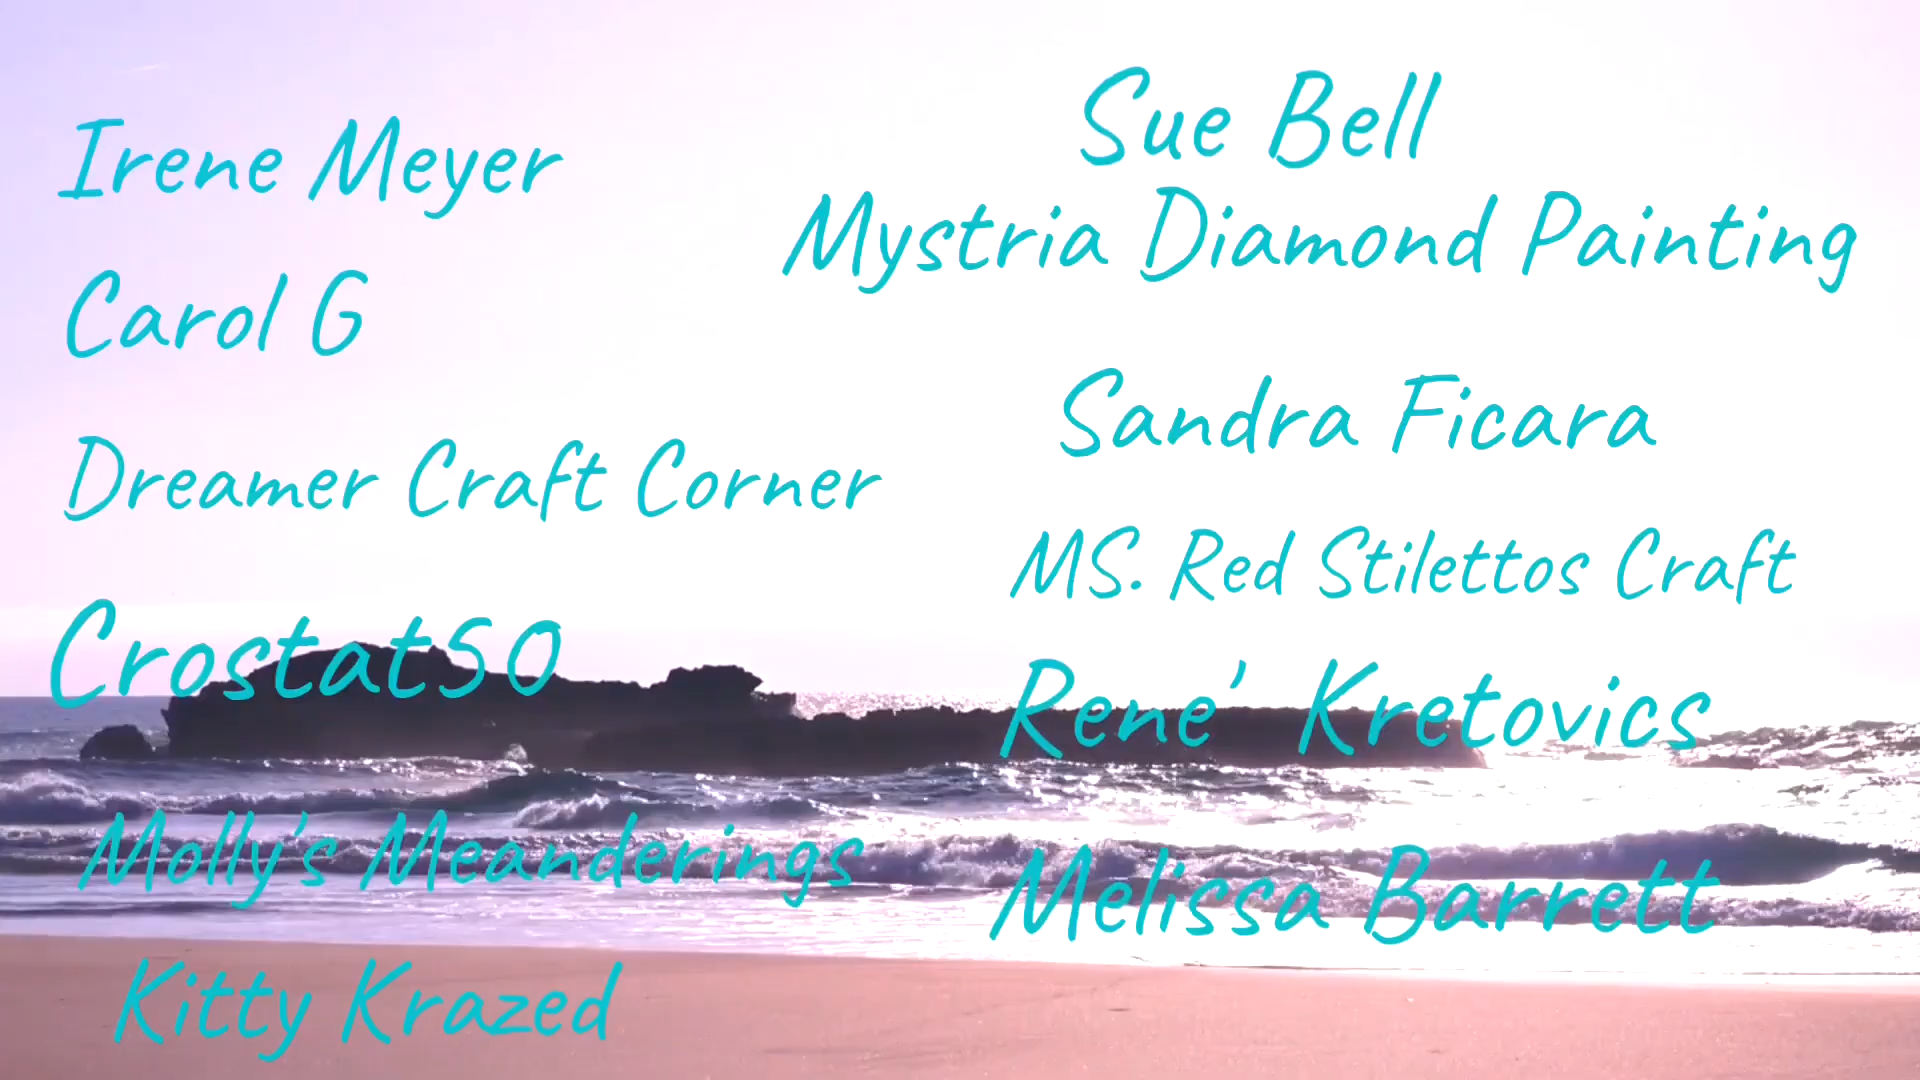 Irene Meyer
Carol G
Dreamer Craft Corner
Crostat50
Molly's Meanderings
Kitty Krazed
Sue Bell
Mystria Diamond Painting
Sandra Ficara
MS. Red Stilettos Craft
Rene' Kretovics
Melissa Barrett